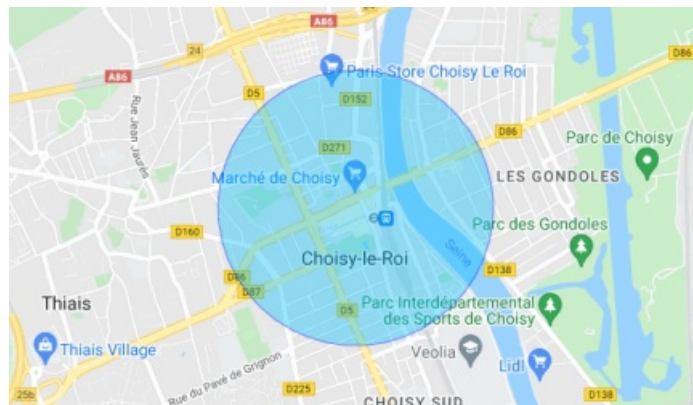 A86
24
A86
D86
Paris Store Choisy Le Roi
D5
D152
Rue Jean Jaurès
D86
Parc de Choisy
D271
Marché de Choisy
LES GONDOLES
Parc des Gondoles
D160
Seine
Choisy-le-Roi
D138
D86
D87
Thiais
Parc Interdépartemental
des Sports de Choisy
D5
Thiais Village
Veolia
Lidl
Rue du Pavé de Grignon
D225
25b
CHOISY SUD
D138